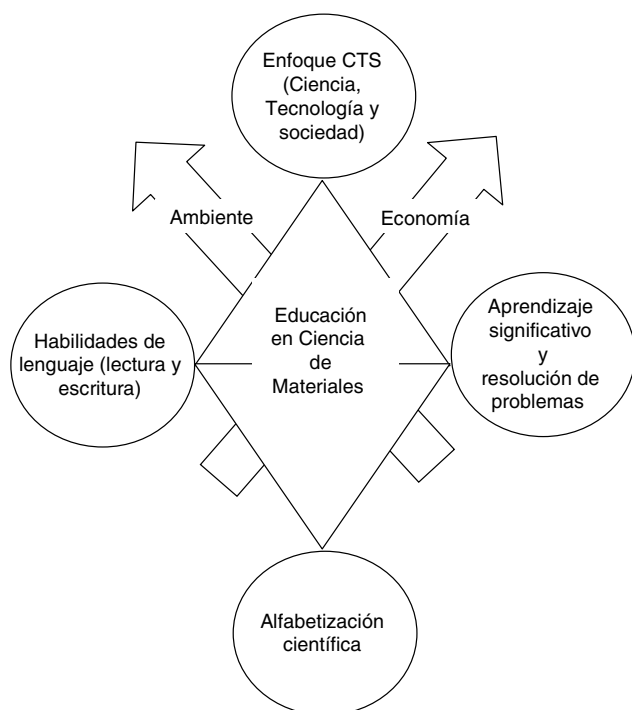 Enfoque CTS
(Ciencia,
Tecnología y
sociedad)
Ambiente
Economía
Habilidades de
lenguaje (lectura y
escritura)
Educación
en Ciencia
de
Materiales
Aprendizaje
significativo
y
resolución de
problemas
Alfabetización
científica